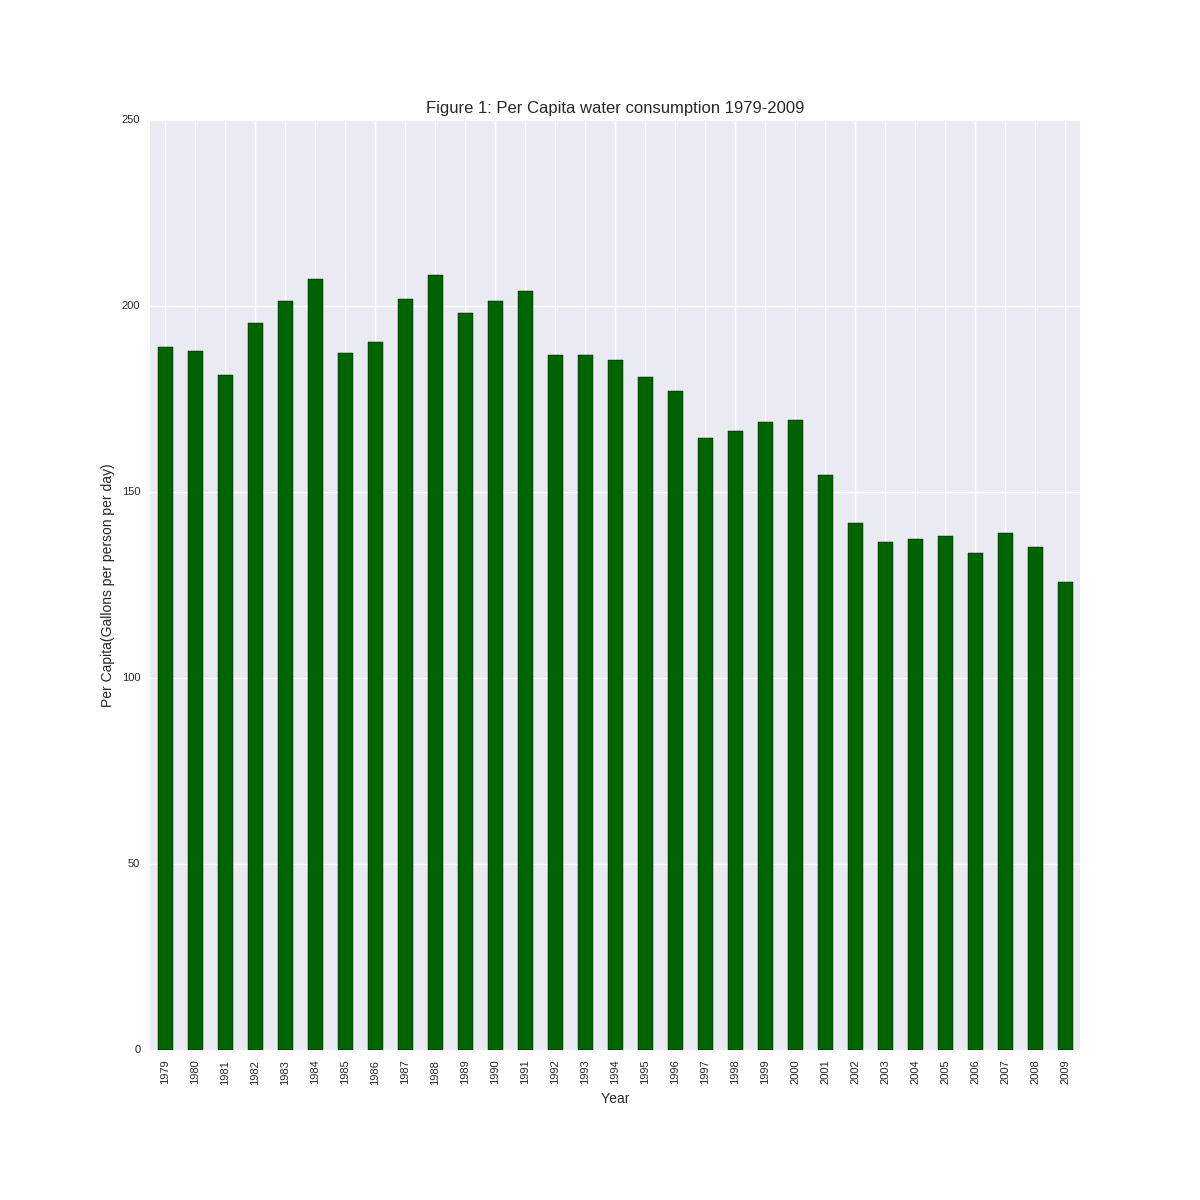 Figure 1: Per Capita water consumption 1979-2009
250
200
150
100
50
0
Per Capita(Gallons per person per day)
1979 1980 1981 1982 1983 1984 1985 1986 1987 1988 1989 1990 1991 1992 1993 1994 1995 1996 1997 1998 1999 2000 2001 2002 2003 2004 2005 2006 2007 2008 2009
Year